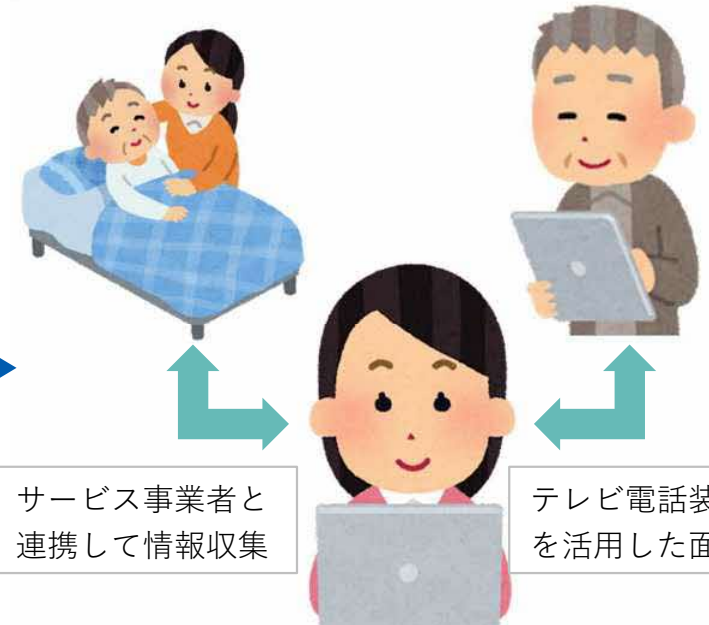 サービス事業者と
連携して情報収集
テレビ電話装
を活用した面